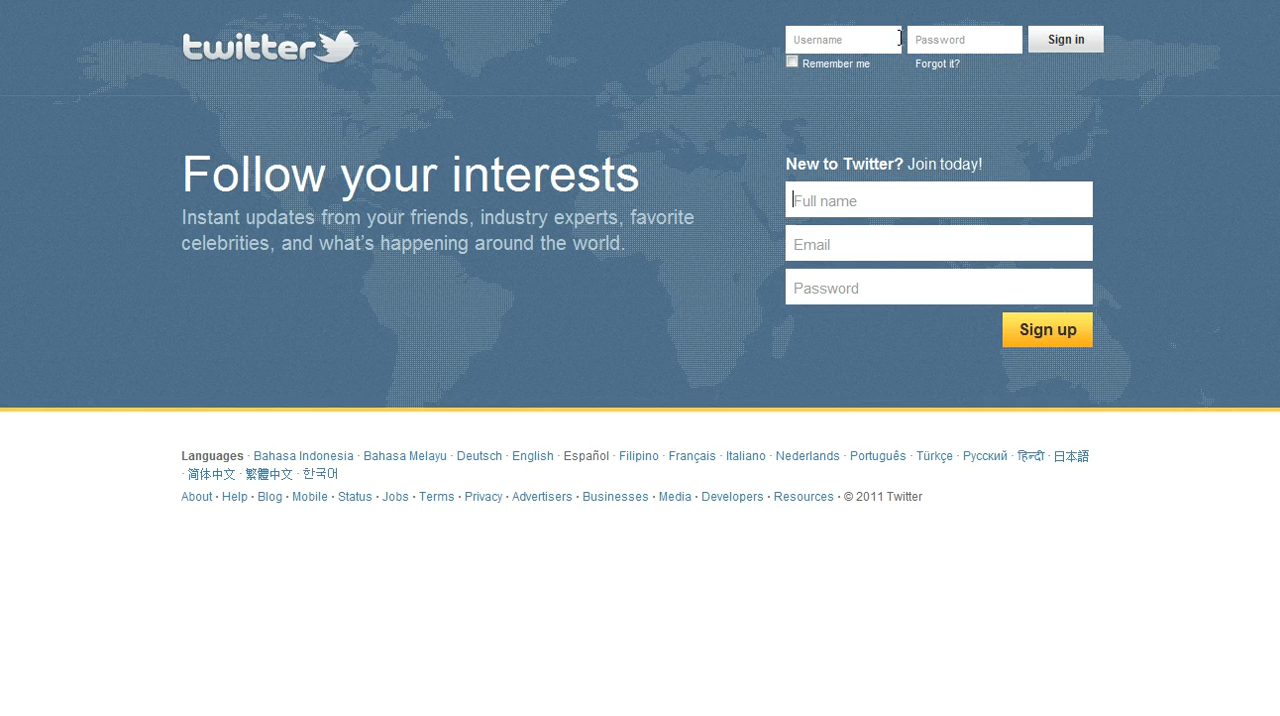 twitter
Username Password Sign in
Remember me Forgot it?
Follow your interests
Instant updates from your friends, industry experts, favorite
celebrities, and what's happening around the world.
New to Twitter? Join today!
Full name
Email
Password
Sign up
Languages · Bahasa Indonesia · Bahasa Melayu · Deutsch · English · Español · Filipino · Français · Italiano · Nederlands · Português · Türkçe · Русский · हिन्दी · 日本語
· 简体中文 · 繁體中文 · 한국어
About · Help · Blog · Mobile · Status · Jobs · Terms · Privacy · Advertisers · Businesses · Media · Developers · Resources · © 2011 Twitter